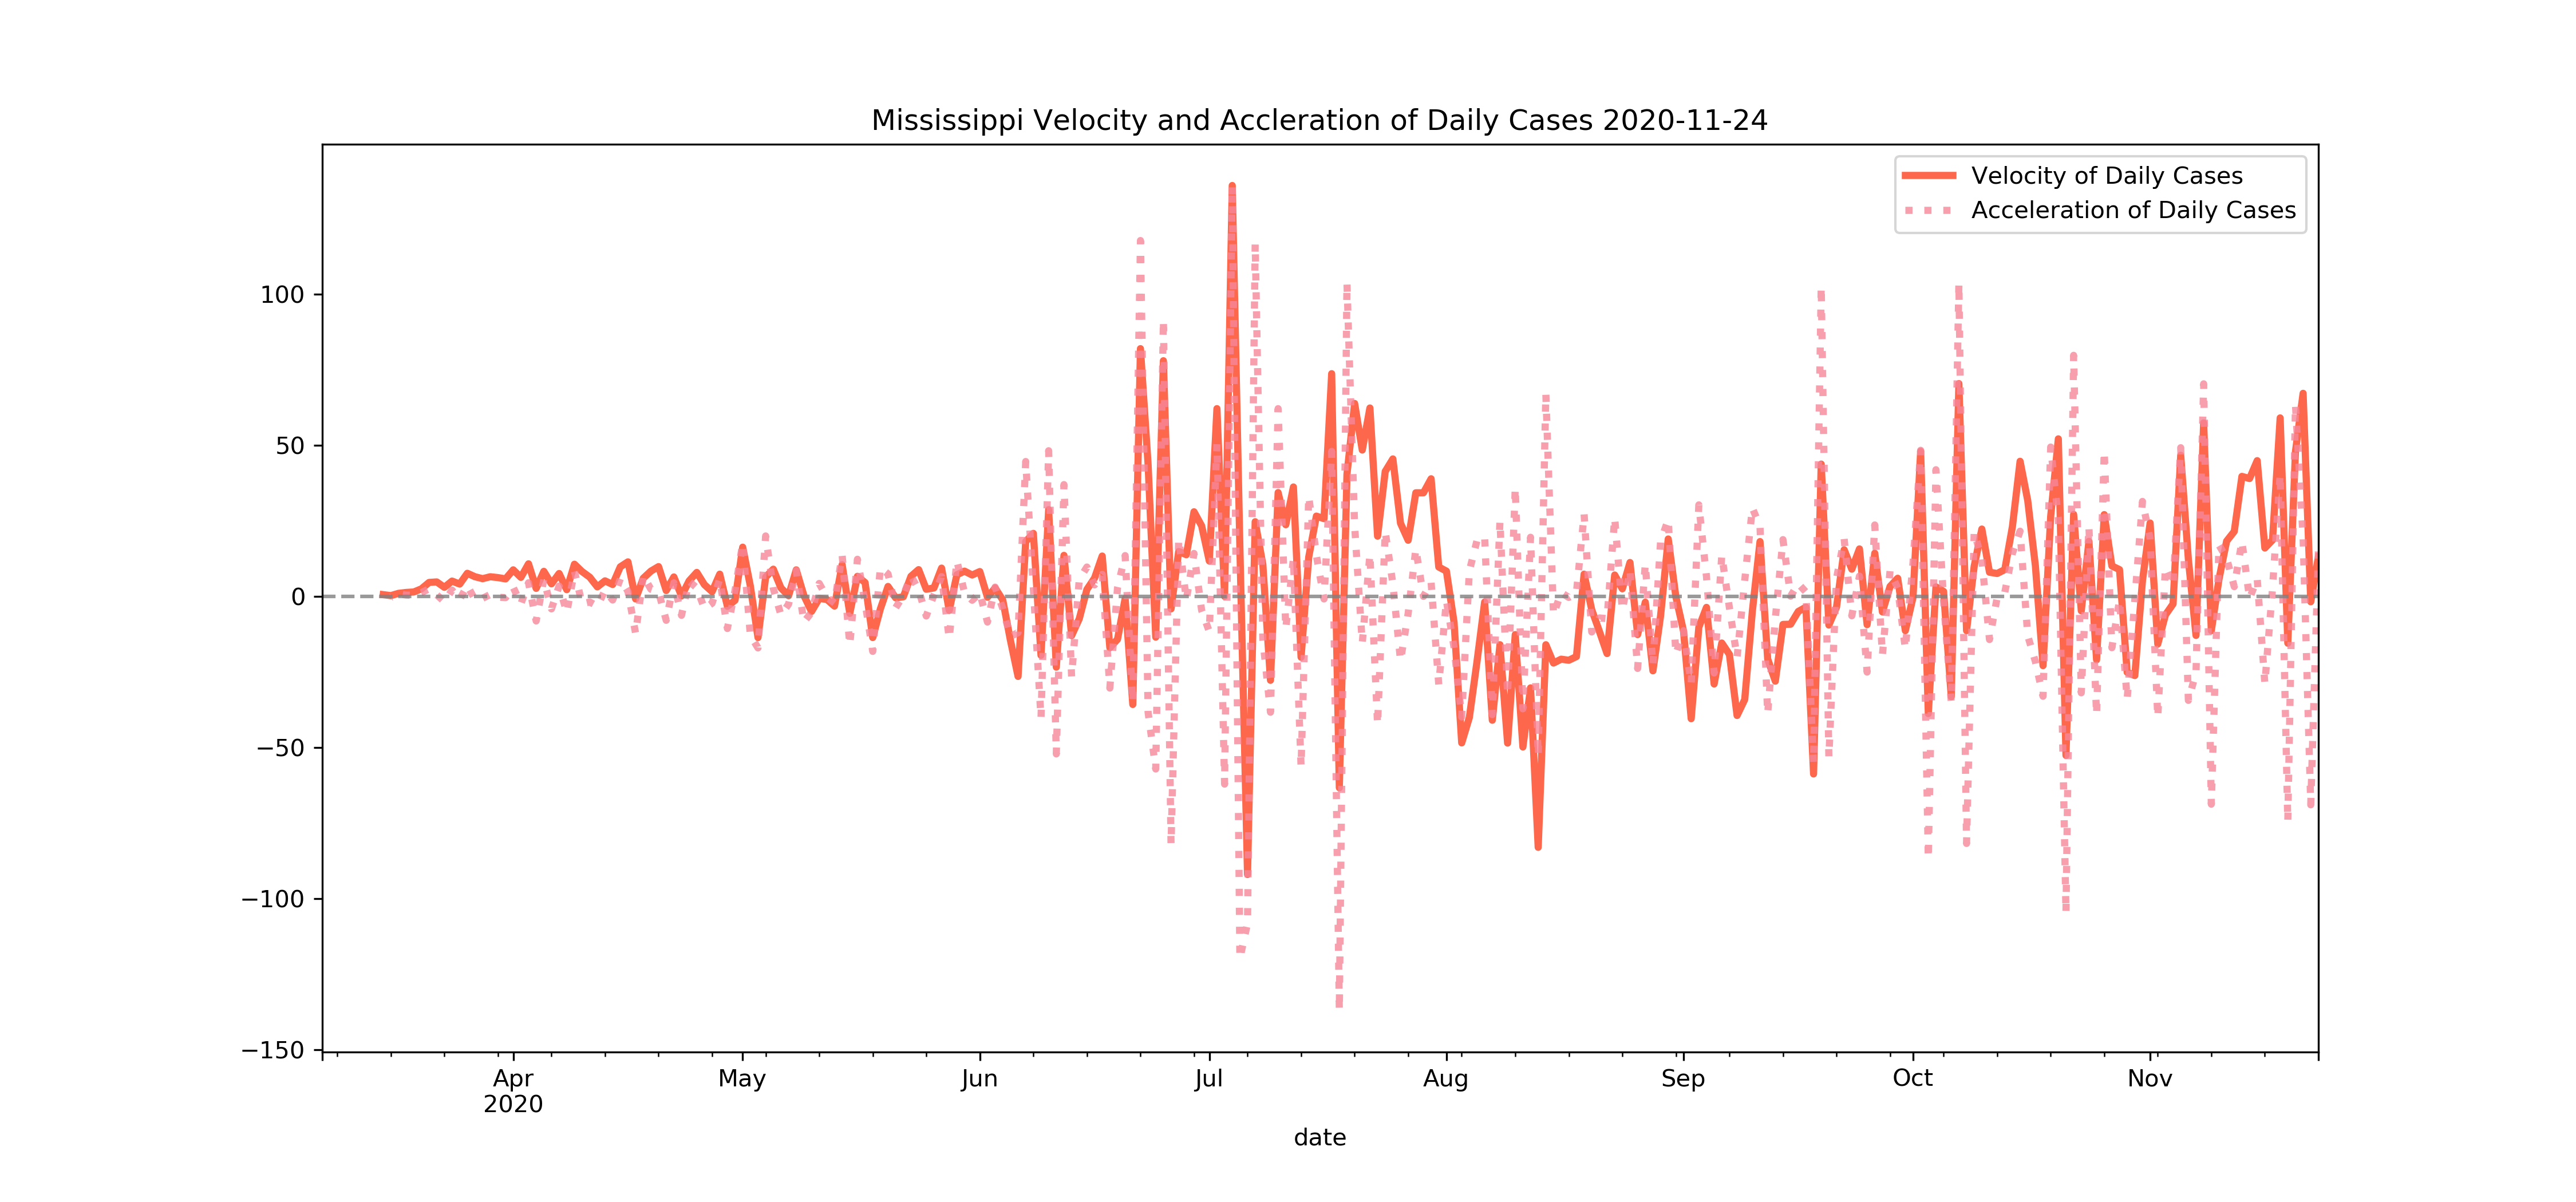 Mississippi Velocity and Accleration of Daily Cases 2020-11-24
Velocity of Daily Cases
Acceleration of Daily Cases
100
50
0
−50
−100
−150
Apr May Jun Jul Aug Sep Oct Nov
2020
date